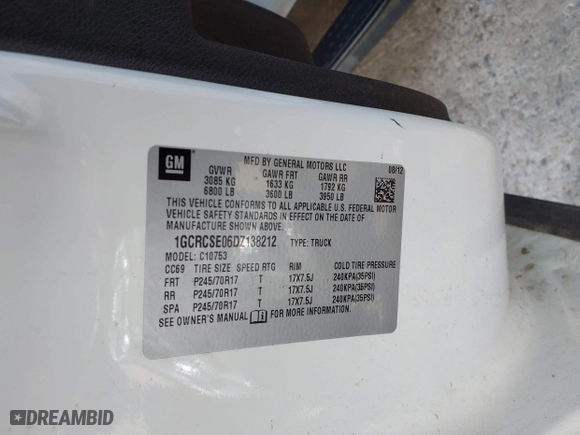 GM
MFD BY GENERAL MOTORS LLC
08/12
GVWR GAWR FRT GAWR RR
3085 KG 1633 KG 1792 KG
6800 LB 3600 LB 3950 LB
THIS VEHICLE CONFORMS TO ALL APPLICABLE U.S. FEDERAL MOTOR
VEHICLE SAFETY STANDARDS IN EFFECT ON THE DATE OF
MANUFACTURE SHOWN ABOVE.
1GCRCSE06DZ138212 TYPE: TRUCK
MODEL: C10753
CC69 TIRE SIZE SPEED RTG RIM COLD TIRE PRESSURE
FRT P245/70R17 T 17X7.5J 240KPA(35PSI)
RR P245/70R17 T 17X7.5J 240KPA(35PSI)
SPA P245/70R17 T 17X7.5J 240KPA(35PSI)
SEE OWNER'S MANUAL FOR MORE INFORMATION.
DREAMBID